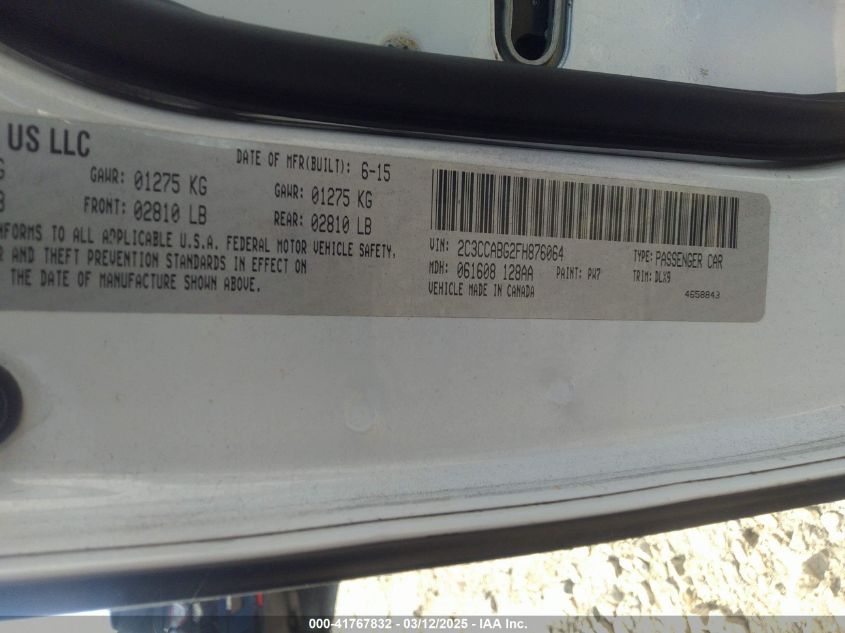 US LLC
DATE OF MFR(BUILT): 6-15
GAWR: 01275 KG
GAWR: 01275 KG
FRONT: 02810 LB
REAR: 02810 LB
NFORMS TO ALL APPLICABLE U.S.A. FEDERAL MOTOR VEHICLE SAFETY,
R AND THEFT PREVENTION STANDARDS IN EFFECT ON
THE DATE OF MANUFACTURE SHOWN ABOVE.
VIN: 2C3CCABG2FH876064
TYPE: PASSENGER CAR
MDH: 061608 128AA
PAINT: PW7
TRIM: DLX9
VEHICLE MADE IN CANADA
4658843
000-41767832 - 03/12/2025 - IAA Inc.